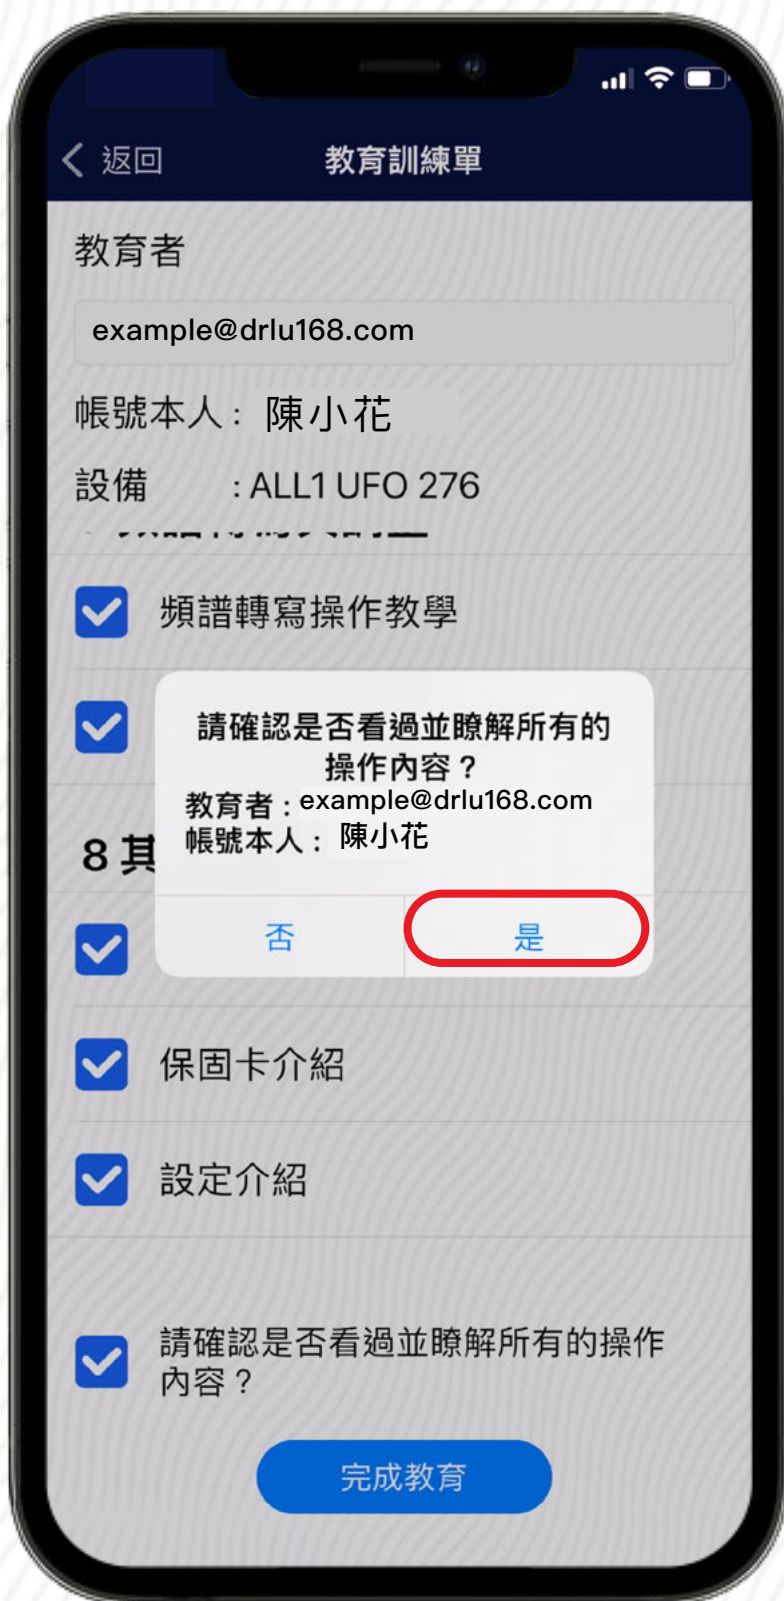 返回
教育訓練單
教育者
example@drlu168.com
帳號本人: 陳小花
設備 : ALL1 UFO 276
頻譜轉寫操作教學
請確認是否看過並瞭解所有的
操作內容？
教育者 : example@drlu168.com
帳號本人 : 陳小花
8 其
否
是
保固卡介紹
設定介紹
請確認是否看過並瞭解所有的操作
內容？
完成教育